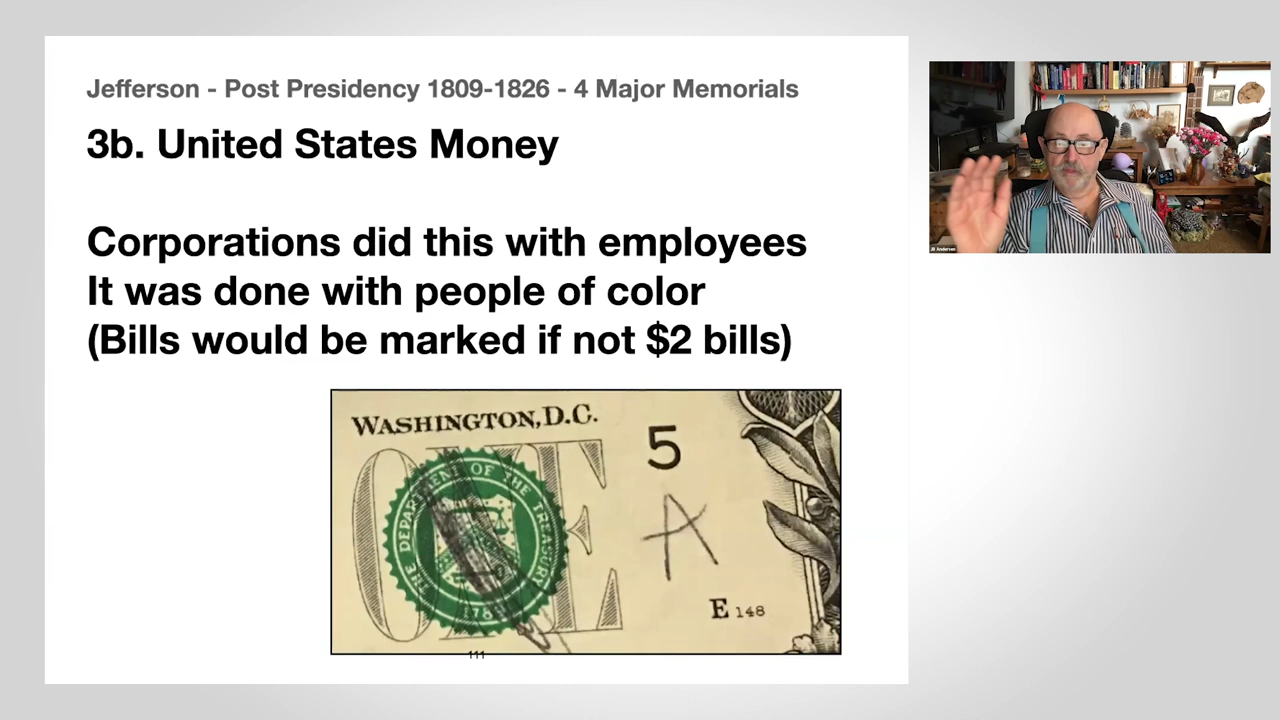 Jefferson - Post Presidency 1809-1826 - 4 Major Memorials
3b. United States Money
Corporations did this with employees
It was done with people of color
(Bills would be marked if not $2 bills)
WASHINGTON, D.C.
5
ONE
THE DEPARTMENT OF THE TREASURY
A
E 148
111